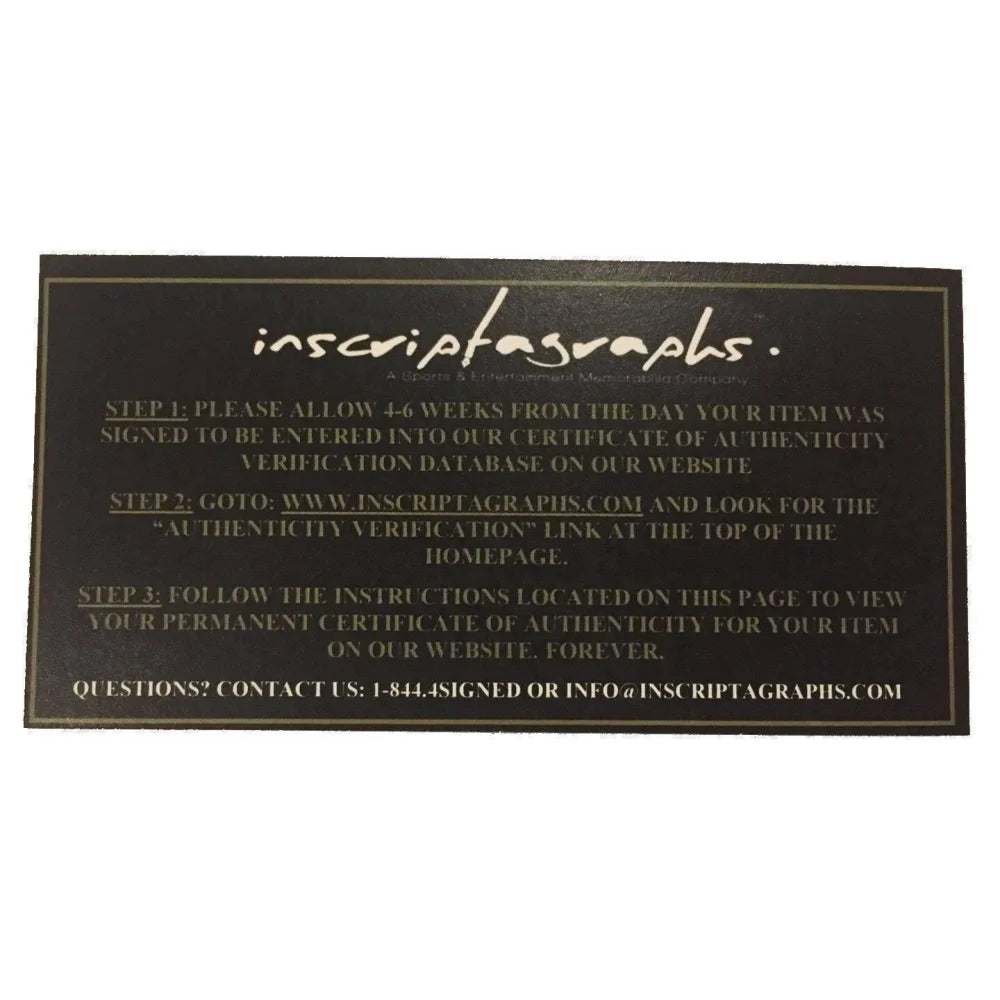 inscriptagraphs.
A Sports & Entertainment Memorabilia Company
STEP 1: PLEASE ALLOW 4-6 WEEKS FROM THE DAY YOUR ITEM WAS
SIGNED TO BE ENTERED INTO OUR CERTIFICATE OF AUTHENTICITY
VERIFICATION DATABASE ON OUR WEBSITE
STEP 2: GOTO: WWW.INSCRIPTAGRAPHS.COM AND LOOK FOR THE
“AUTHENTICITY VERIFICATION” LINK AT THE TOP OF THE
HOMEPAGE.
STEP 3: FOLLOW THE INSTRUCTIONS LOCATED ON THIS PAGE TO VIEW
YOUR PERMANENT CERTIFICATE OF AUTHENTICITY FOR YOUR ITEM
ON OUR WEBSITE. FOREVER.
QUESTIONS? CONTACT US: 1-844.4SIGNED OR INFO@INSCRIPTAGRAPHS.COM